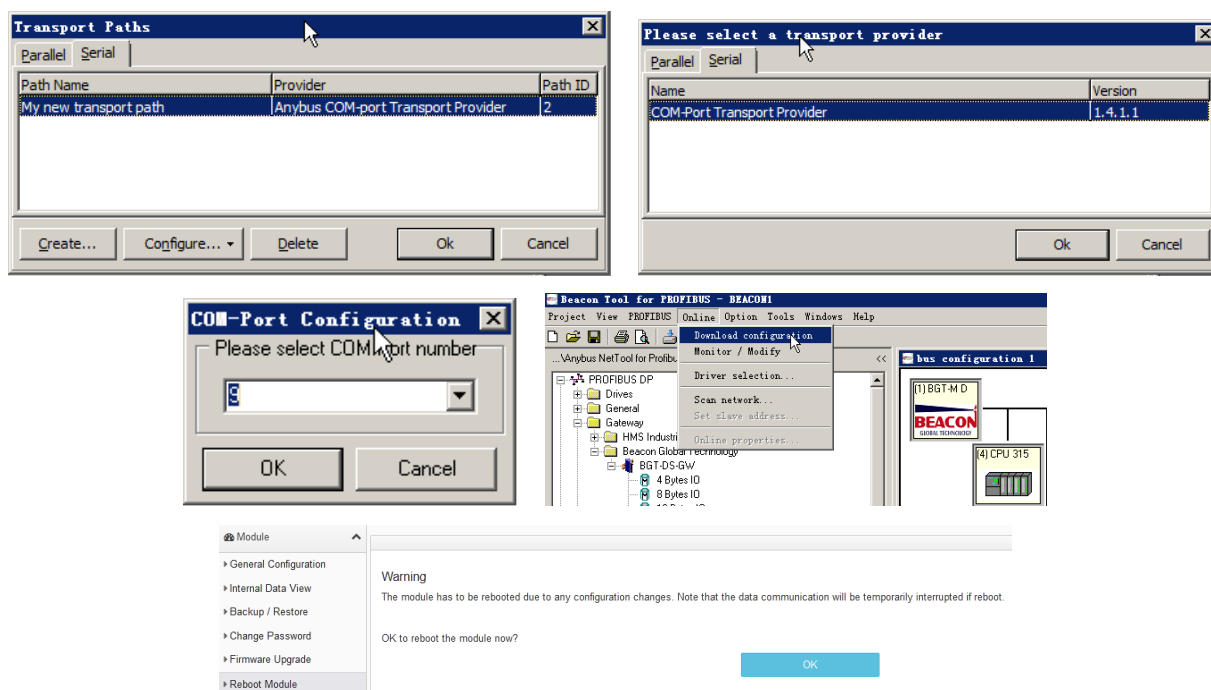 Transport Paths
Parallel Serial
Path Name Provider Path ID
My new transport path Anybus COM-port Transport Provider 2
Create... Configure... Delete Ok Cancel
Please select a transport provider
Parallel Serial
Name Version
COM-Port Transport Provider 1.4.1.1
Ok Cancel
COM-Port Configuration
Please select COM-port number
9
OK Cancel
Beacon Tool for PROFIBUS - BEACON1
Project View PROFIBUS Online Option Tools Windows Help
Download configuration
Monitor / Modify
Driver selection...
Scan network...
Set slave address...
Online properties...
...\Anybus NetTool for Profibu
PROFIBUS DP
Drives
General
Gateway
HMS Industri
Beacon Global Technology
BGT-DS-GW
4 Bytes IO
8 Bytes IO
<<
bus configuration 1
(1) BGT-M D
BEACON
GLOBAL TECHNOLOGY
(4) CPU 315
Module
General Configuration
Internal Data View
Backup / Restore
Change Password
Firmware Upgrade
Reboot Module
Warning
The module has to be rebooted due to any configuration changes. Note that the data communication will be temporarily interrupted if reboot.
OK to reboot the module now?
OK